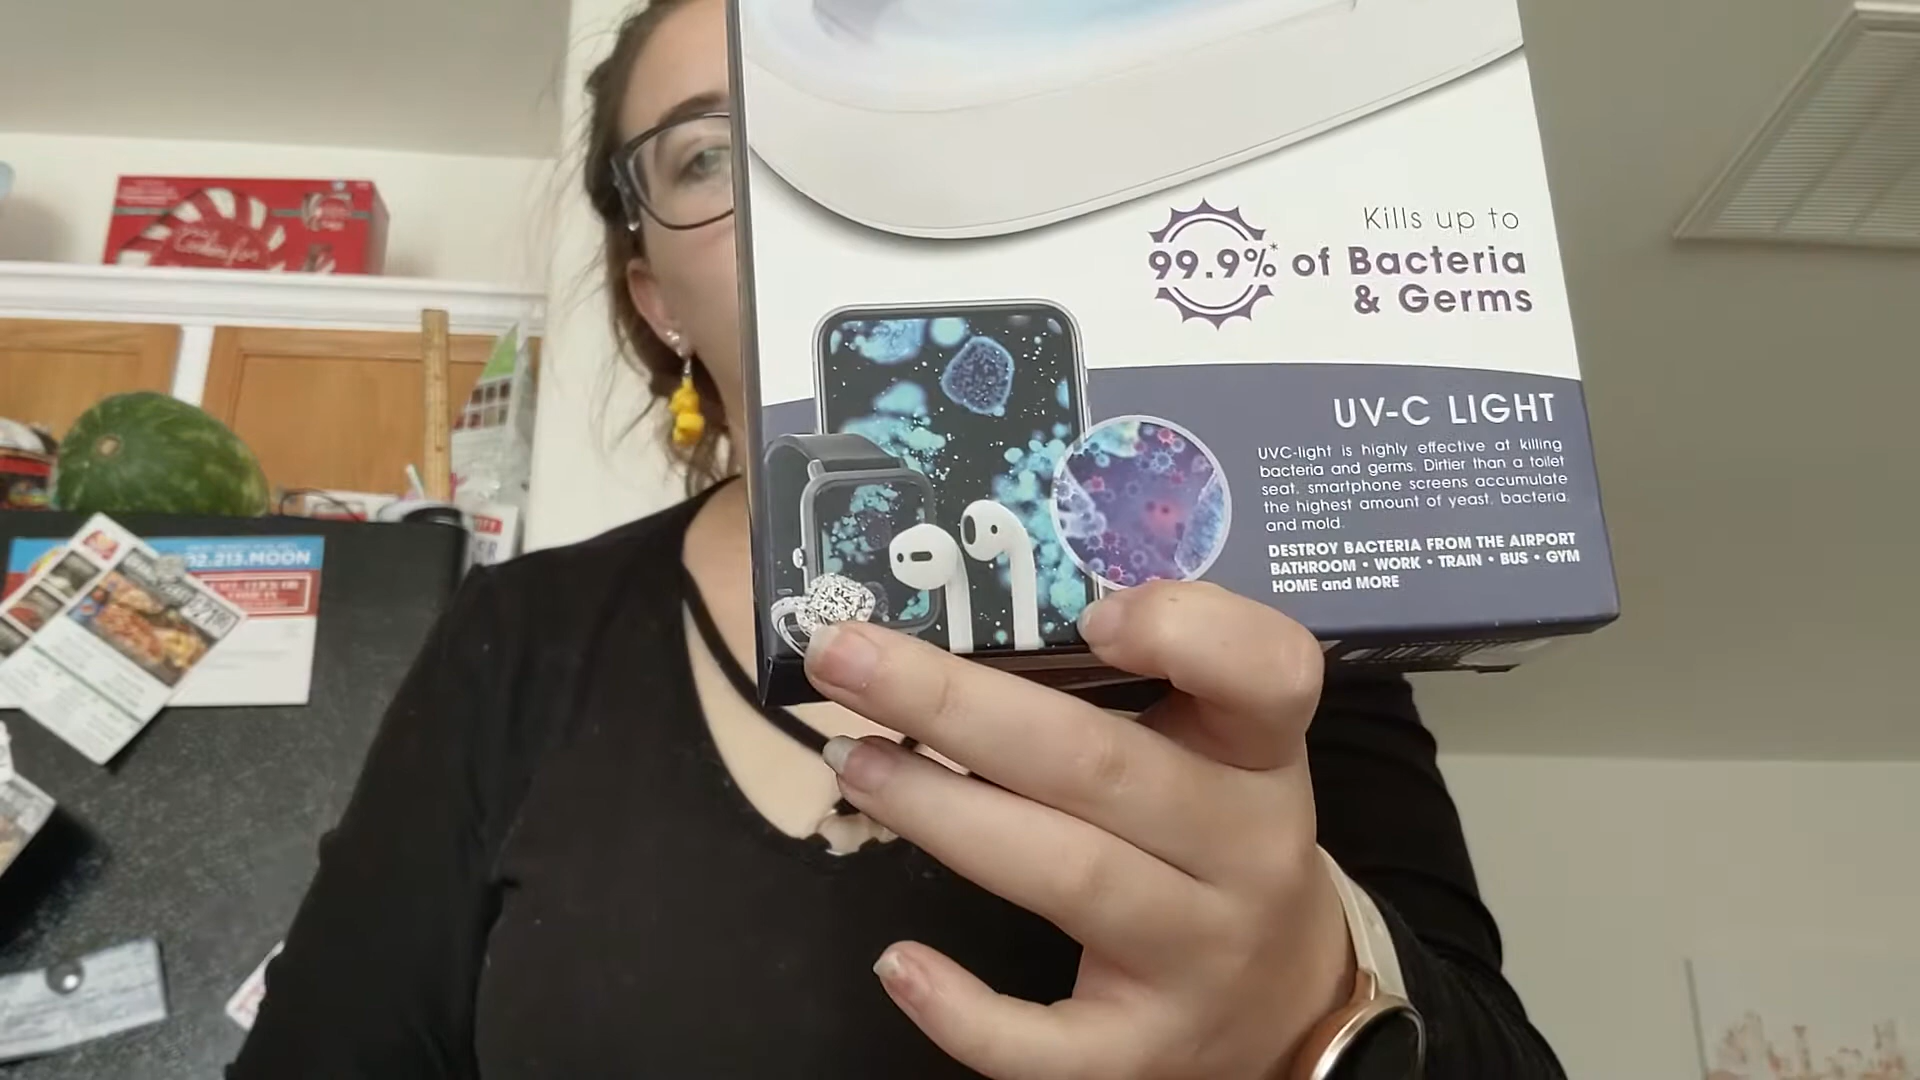 Kills up to
99.9%* of Bacteria
& Germs
UV-C LIGHT
UVC-light is highly effective at killing
bacteria and germs. Dirtier than a toilet
seat, smartphone screens accumulate
the highest amount of yeast, bacteria,
and mold.
DESTROY BACTERIA FROM THE AIRPORT
BATHROOM • WORK • TRAIN • BUS • GYM
HOME and MORE
.213.MOON